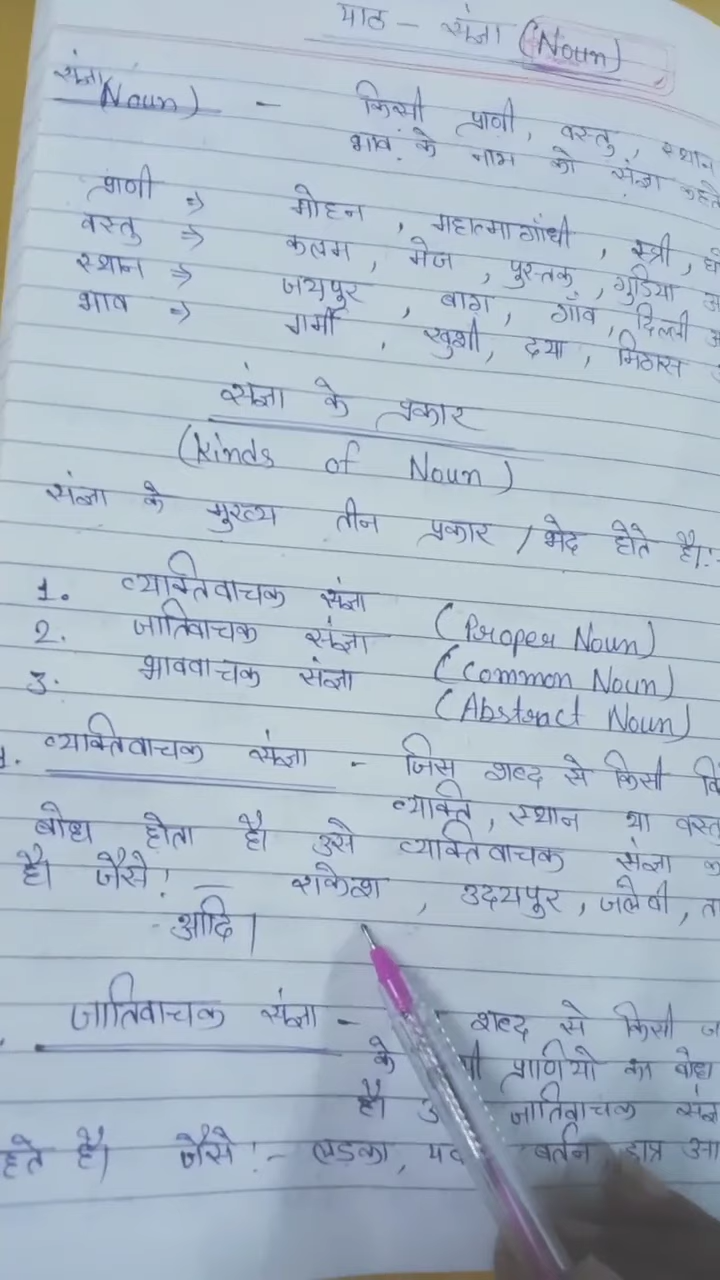 पाठ - संज्ञा (Noun)
संज्ञा (Noun) - किसी प्राणी, वस्तु, स्थान
भाव के नाम को संज्ञा कहते
प्राणी ⇒ मोहन, महात्मा गाँधी, स्त्री,
वस्तु ⇒ कलम, मेज, पुस्तक, गुडिया
स्थान ⇒ जयपुर, बाग, गाँव, दिल्ली
भाव ⇒ गर्मी, खुशी, दया, मिठास
संज्ञा के प्रकार
(Kinds of Noun)
संज्ञा के मुख्य तीन प्रकार / भेद होते है।:-
1. व्यक्तिवाचक संज्ञा (Proper Noun)
2. जातिवाचक संज्ञा (Common Noun)
3. भाववाचक संज्ञा (Abstract Noun)
1. व्यक्तिवाचक संज्ञा - जिस शब्द से किसी
व्यक्ति, स्थान या वस्तु
बोध होता है। उसे व्यक्तिवाचक संज्ञा
है। जैसे:- राकेश, उदयपुर, जलेबी,
आदि।
जातिवाचक संज्ञा - शब्द से किसी
के प्राणियो का बोध
है। जातिवाचक
है। जैसे:- लडका, बर्तन,